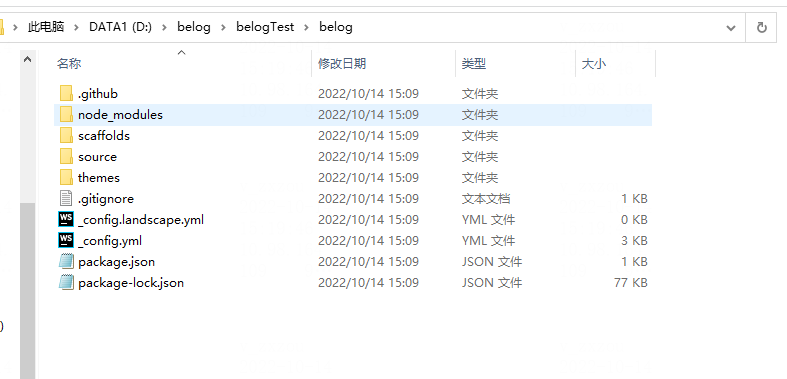 此电脑 > DATA1 (D:) > belog > belogTest > belog
名称 修改日期 类型 大小
.github 2022/10/14 15:09 文件夹
node_modules 2022/10/14 15:09 文件夹
scaffolds 2022/10/14 15:09 文件夹
source 2022/10/14 15:09 文件夹
themes 2022/10/14 15:09 文件夹
.gitignore 2022/10/14 15:09 文本文档 1 KB
WS _config.landscape.yml 2022/10/14 15:09 YML 文件 0 KB
WS _config.yml 2022/10/14 15:09 YML 文件 3 KB
package.json 2022/10/14 15:09 JSON 文件 1 KB
package-lock.json 2022/10/14 15:09 JSON 文件 77 KB
)